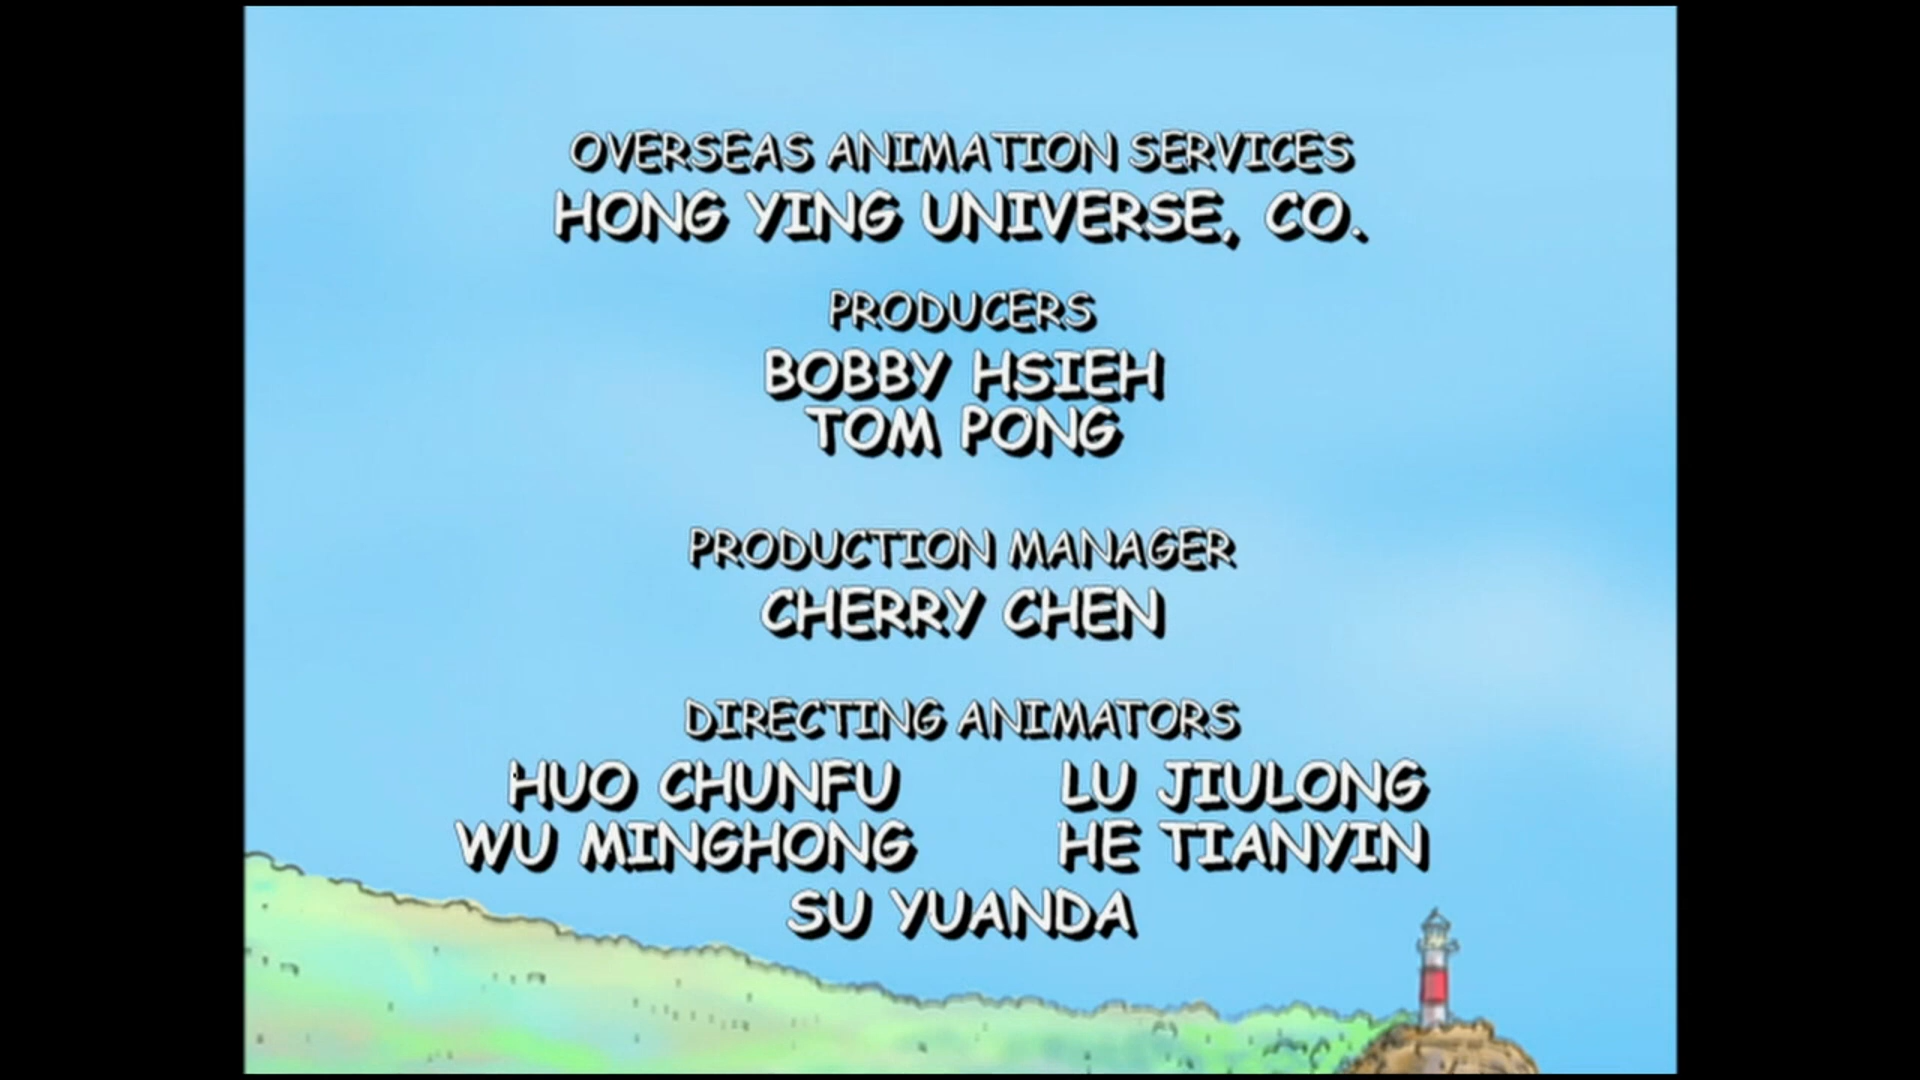 OVERSEAS ANIMATION SERVICES
HONG YING UNIVERSE, CO.
PRODUCERS
BOBBY HSIEH
TOM PONG
PRODUCTION MANAGER
CHERRY CHEN
DIRECTING ANIMATORS
HUO CHUNFU LU JIULONG
WU MINGHONG HE TIANYIN
SU YUANDA